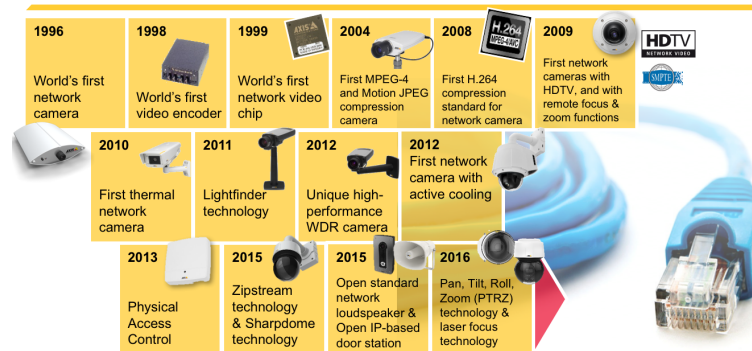 1996
World's first
network
camera
1998
World's first
video encoder
1999
AXIS
World's first
network video
chip
2004
First MPEG-4
and Motion JPEG
compression
camera
2008
H.264
MPEG-4/AVC
First H.264
compression
standard for
network camera
2009
First network
cameras with
HDTV, and with
remote focus &
zoom functions
HDTV
NETWORK VIDEO
SMPTE
2010
First thermal
network
camera
2011
Lightfinder
technology
2012
Unique high-
performance
WDR camera
2012
First network
camera with
active cooling
2013
Physical
Access
Control
2015
Zipstream
technology
& Sharpdome
technology
2015
Open standard
network
loudspeaker &
Open IP-based
door station
2016
Pan, Tilt, Roll,
Zoom (PTRZ)
technology &
laser focus
technology